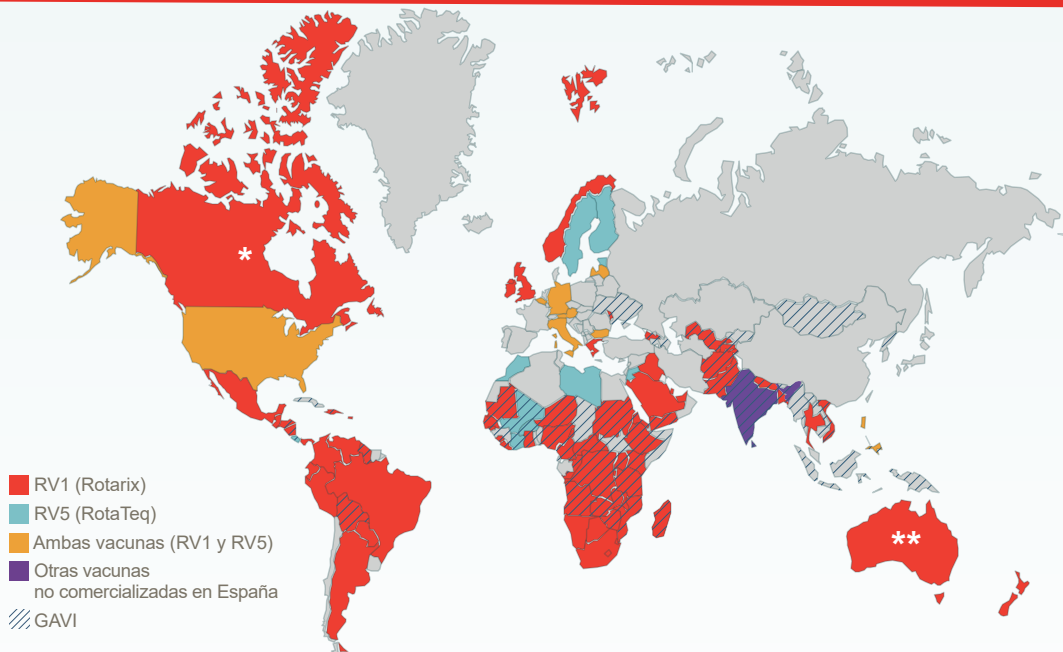 *
**
RV1 (Rotarix)
RV5 (RotaTeq)
Ambas vacunas (RV1 y RV5)
Otras vacunas
no comercializadas en España
GAVI